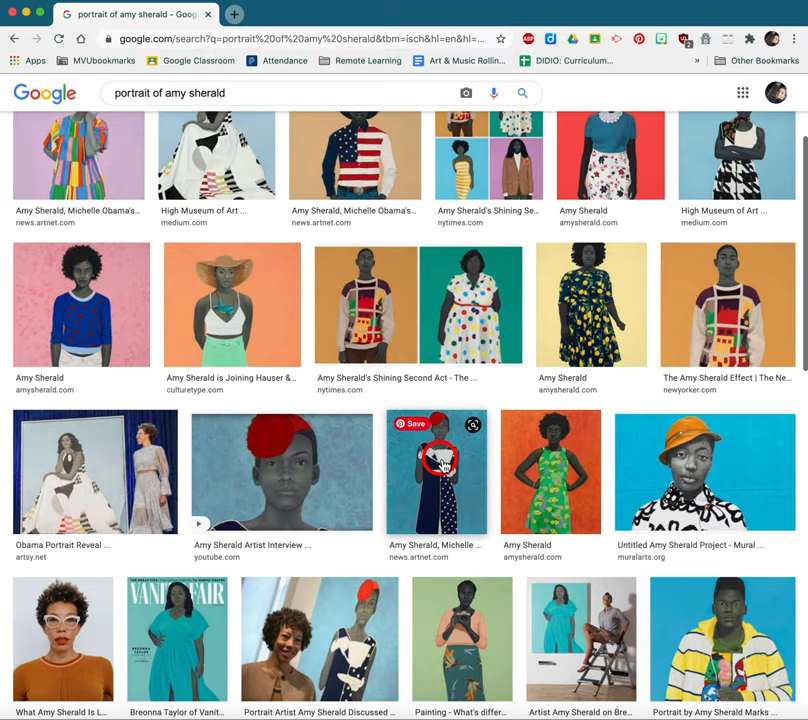 portrait of amy sherald - Goog
google.com/search?q=portrait%20of%20amy%20sherald&tbm=isch&hl=en&hl=...
ABP
2
Apps
MVUbookmarks
Google Classroom
Attendance
Remote Learning
Art & Music Rollin...
DIDIO: Curriculum...
»
Other Bookmarks
Google
portrait of amy sherald
Amy Sherald, Michelle Obama's...
news.artnet.com
High Museum of Art ...
medium.com
Amy Sherald, Michelle Obama's...
news.artnet.com
Amy Sherald's Shining Se...
nytimes.com
Amy Sherald
amysherald.com
High Museum of Art ...
medium.com
Amy Sherald
amysherald.com
Amy Sherald is Joining Hauser &...
culturetype.com
Amy Sherald's Shining Second Act - The ...
nytimes.com
Amy Sherald
amysherald.com
The Amy Sherald Effect | The Ne...
newyorker.com
Save
Obama Portrait Reveal ...
artsy.net
Amy Sherald Artist Interview ...
youtube.com
Amy Sherald, Michelle ...
news.artnet.com
Amy Sherald
amysherald.com
Untitled Amy Sherald Project - Mural ...
muralarts.org
VANITY FAIR
What Amy Sherald Is L...
Breonna Taylor of Vanit...
Portrait Artist Amy Sherald Discussed ...
Painting - What's differ...
Artist Amy Sherald on Bre...
Portrait by Amy Sherald Marks ...